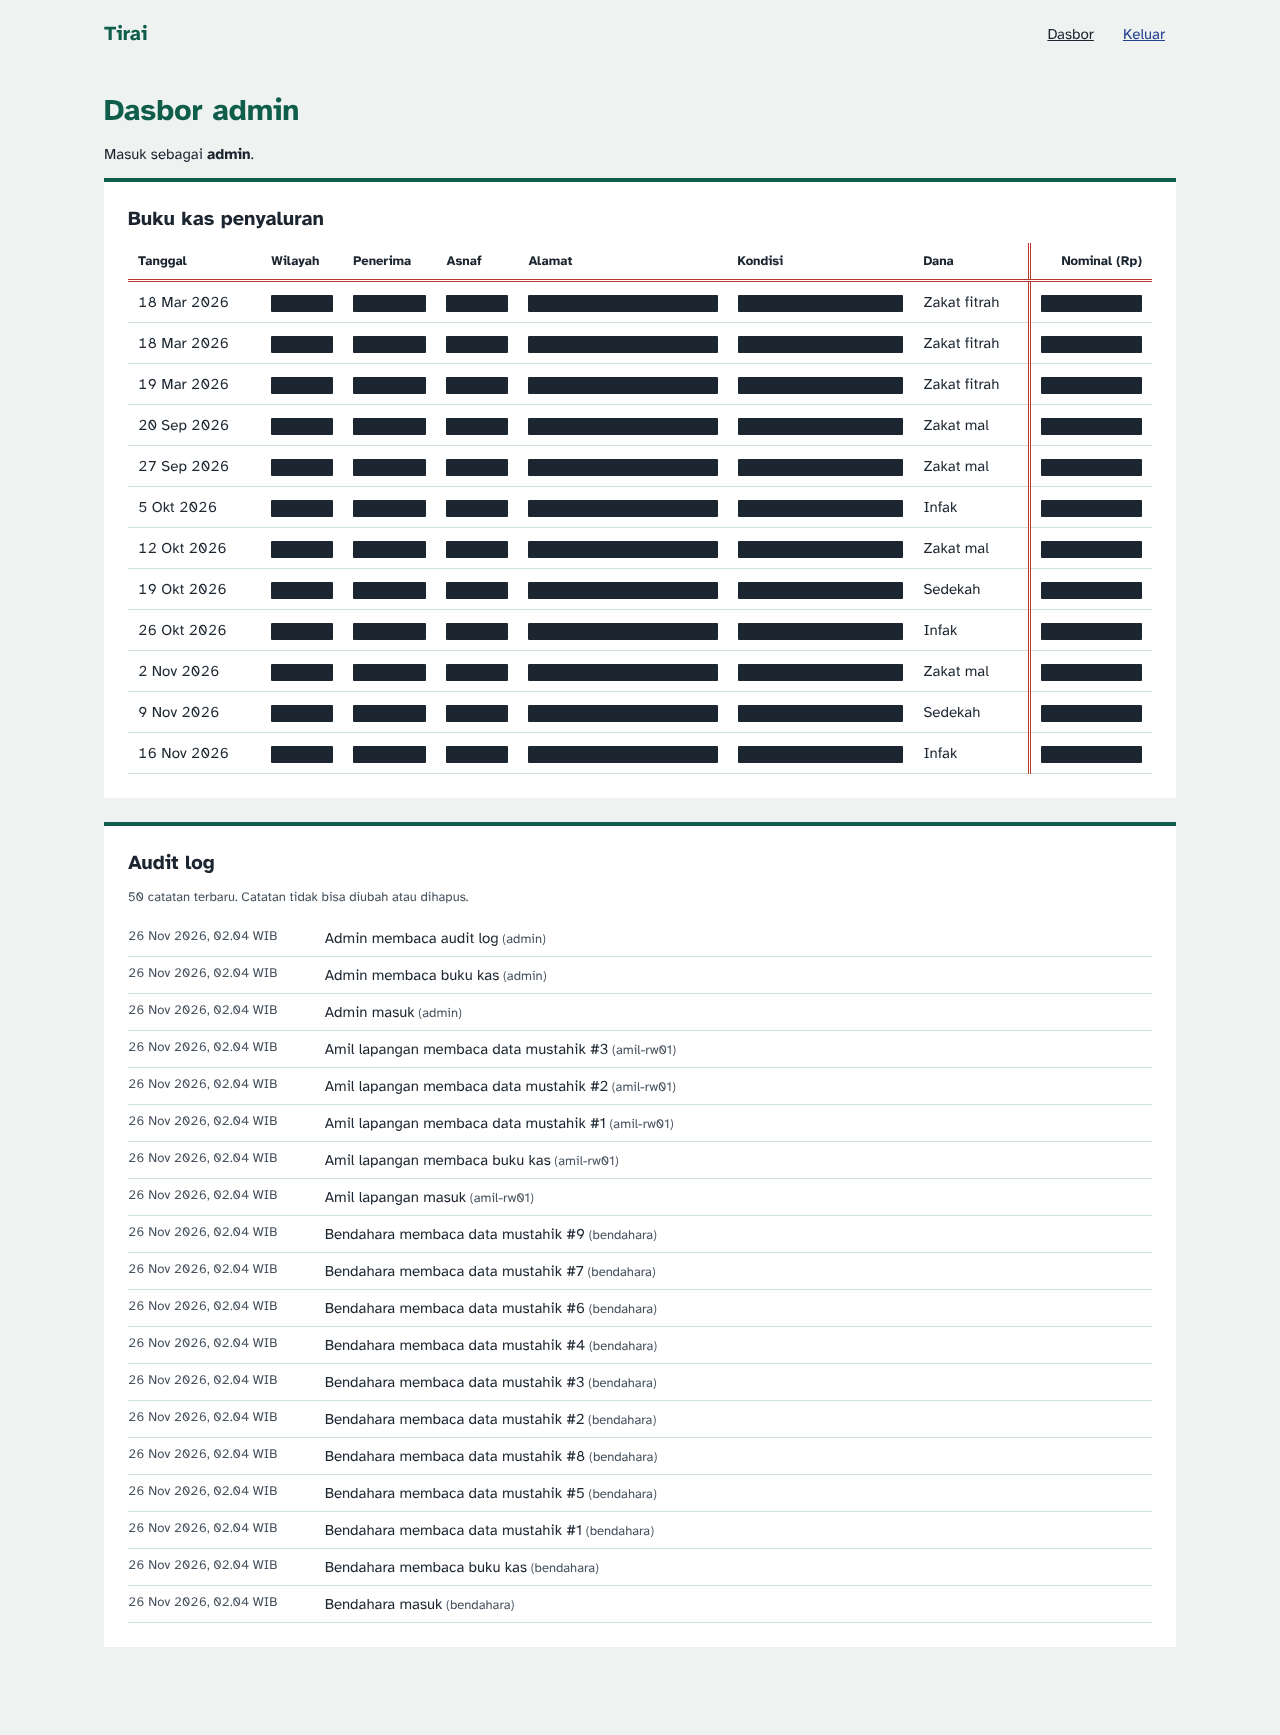 Tirai
Dasbor Keluar
Dasbor admin
Masuk sebagai admin.
Buku kas penyaluran
Tanggal Wilayah Penerima Asnaf Alamat Kondisi Dana Nominal (Rp)
18 Mar 2026 Zakat fitrah
18 Mar 2026 Zakat fitrah
19 Mar 2026 Zakat fitrah
20 Sep 2026 Zakat mal
27 Sep 2026 Zakat mal
5 Okt 2026 Infak
12 Okt 2026 Zakat mal
19 Okt 2026 Sedekah
26 Okt 2026 Infak
2 Nov 2026 Zakat mal
9 Nov 2026 Sedekah
16 Nov 2026 Infak
Audit log
50 catatan terbaru. Catatan tidak bisa diubah atau dihapus.
26 Nov 2026, 02.04 WIB Admin membaca audit log (admin)
26 Nov 2026, 02.04 WIB Admin membaca buku kas (admin)
26 Nov 2026, 02.04 WIB Admin masuk (admin)
26 Nov 2026, 02.04 WIB Amil lapangan membaca data mustahik #3 (amil-rw01)
26 Nov 2026, 02.04 WIB Amil lapangan membaca data mustahik #2 (amil-rw01)
26 Nov 2026, 02.04 WIB Amil lapangan membaca data mustahik #1 (amil-rw01)
26 Nov 2026, 02.04 WIB Amil lapangan membaca buku kas (amil-rw01)
26 Nov 2026, 02.04 WIB Amil lapangan masuk (amil-rw01)
26 Nov 2026, 02.04 WIB Bendahara membaca data mustahik #9 (bendahara)
26 Nov 2026, 02.04 WIB Bendahara membaca data mustahik #7 (bendahara)
26 Nov 2026, 02.04 WIB Bendahara membaca data mustahik #6 (bendahara)
26 Nov 2026, 02.04 WIB Bendahara membaca data mustahik #4 (bendahara)
26 Nov 2026, 02.04 WIB Bendahara membaca data mustahik #3 (bendahara)
26 Nov 2026, 02.04 WIB Bendahara membaca data mustahik #2 (bendahara)
26 Nov 2026, 02.04 WIB Bendahara membaca data mustahik #8 (bendahara)
26 Nov 2026, 02.04 WIB Bendahara membaca data mustahik #5 (bendahara)
26 Nov 2026, 02.04 WIB Bendahara membaca data mustahik #1 (bendahara)
26 Nov 2026, 02.04 WIB Bendahara membaca buku kas (bendahara)
26 Nov 2026, 02.04 WIB Bendahara masuk (bendahara)